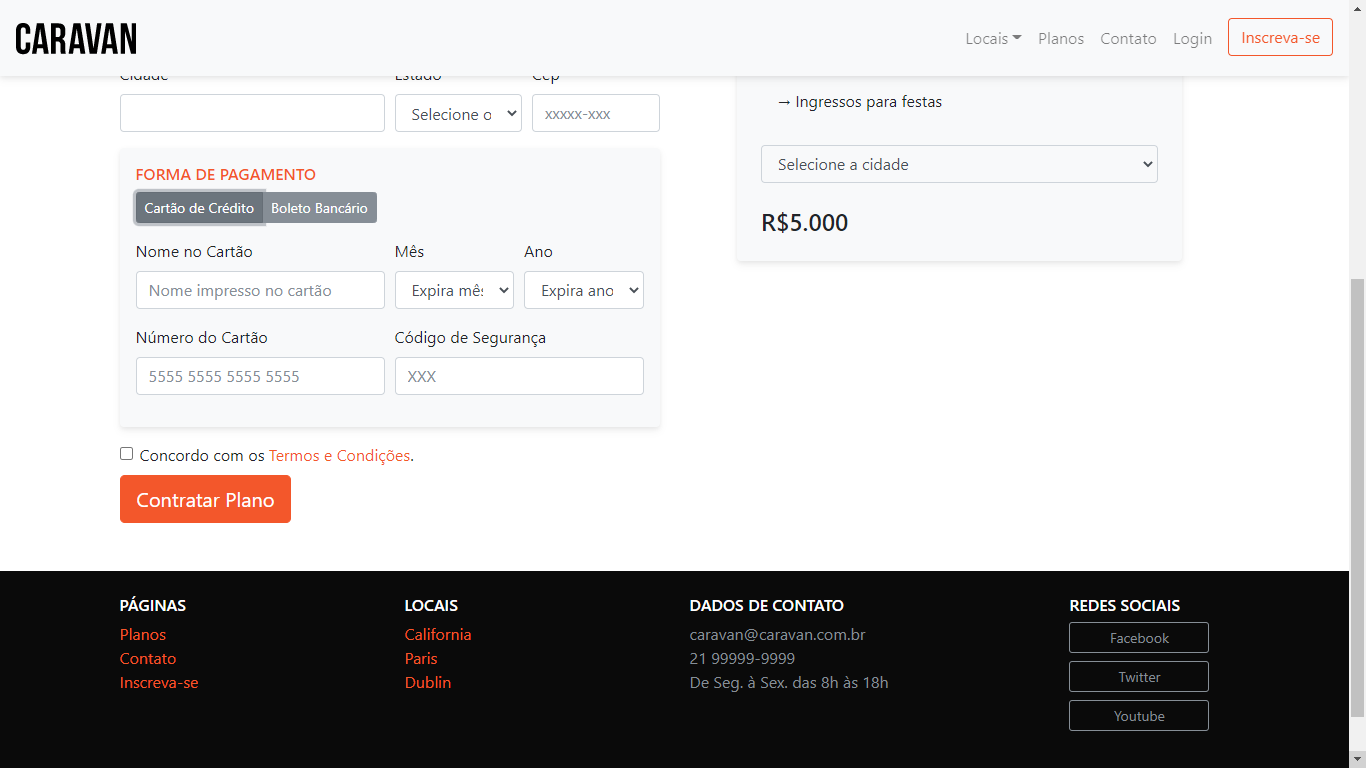 CARAVAN
Locais Planos Contato Login Inscreva-se
Cidade Estado Cep
Selecione o xxxxx-xxx
FORMA DE PAGAMENTO
Cartão de Crédito Boleto Bancário
Nome no Cartão Mês Ano
Nome impresso no cartão Expira mês Expira ano
Número do Cartão Código de Segurança
5555 5555 5555 5555 XXX
Concordo com os Termos e Condições.
Contratar Plano
→ Ingressos para festas
Selecione a cidade
R$5.000
PÁGINAS
Planos
Contato
Inscreva-se
LOCAIS
California
Paris
Dublin
DADOS DE CONTATO
caravan@caravan.com.br
21 99999-9999
De Seg. à Sex. das 8h às 18h
REDES SOCIAIS
Facebook
Twitter
Youtube